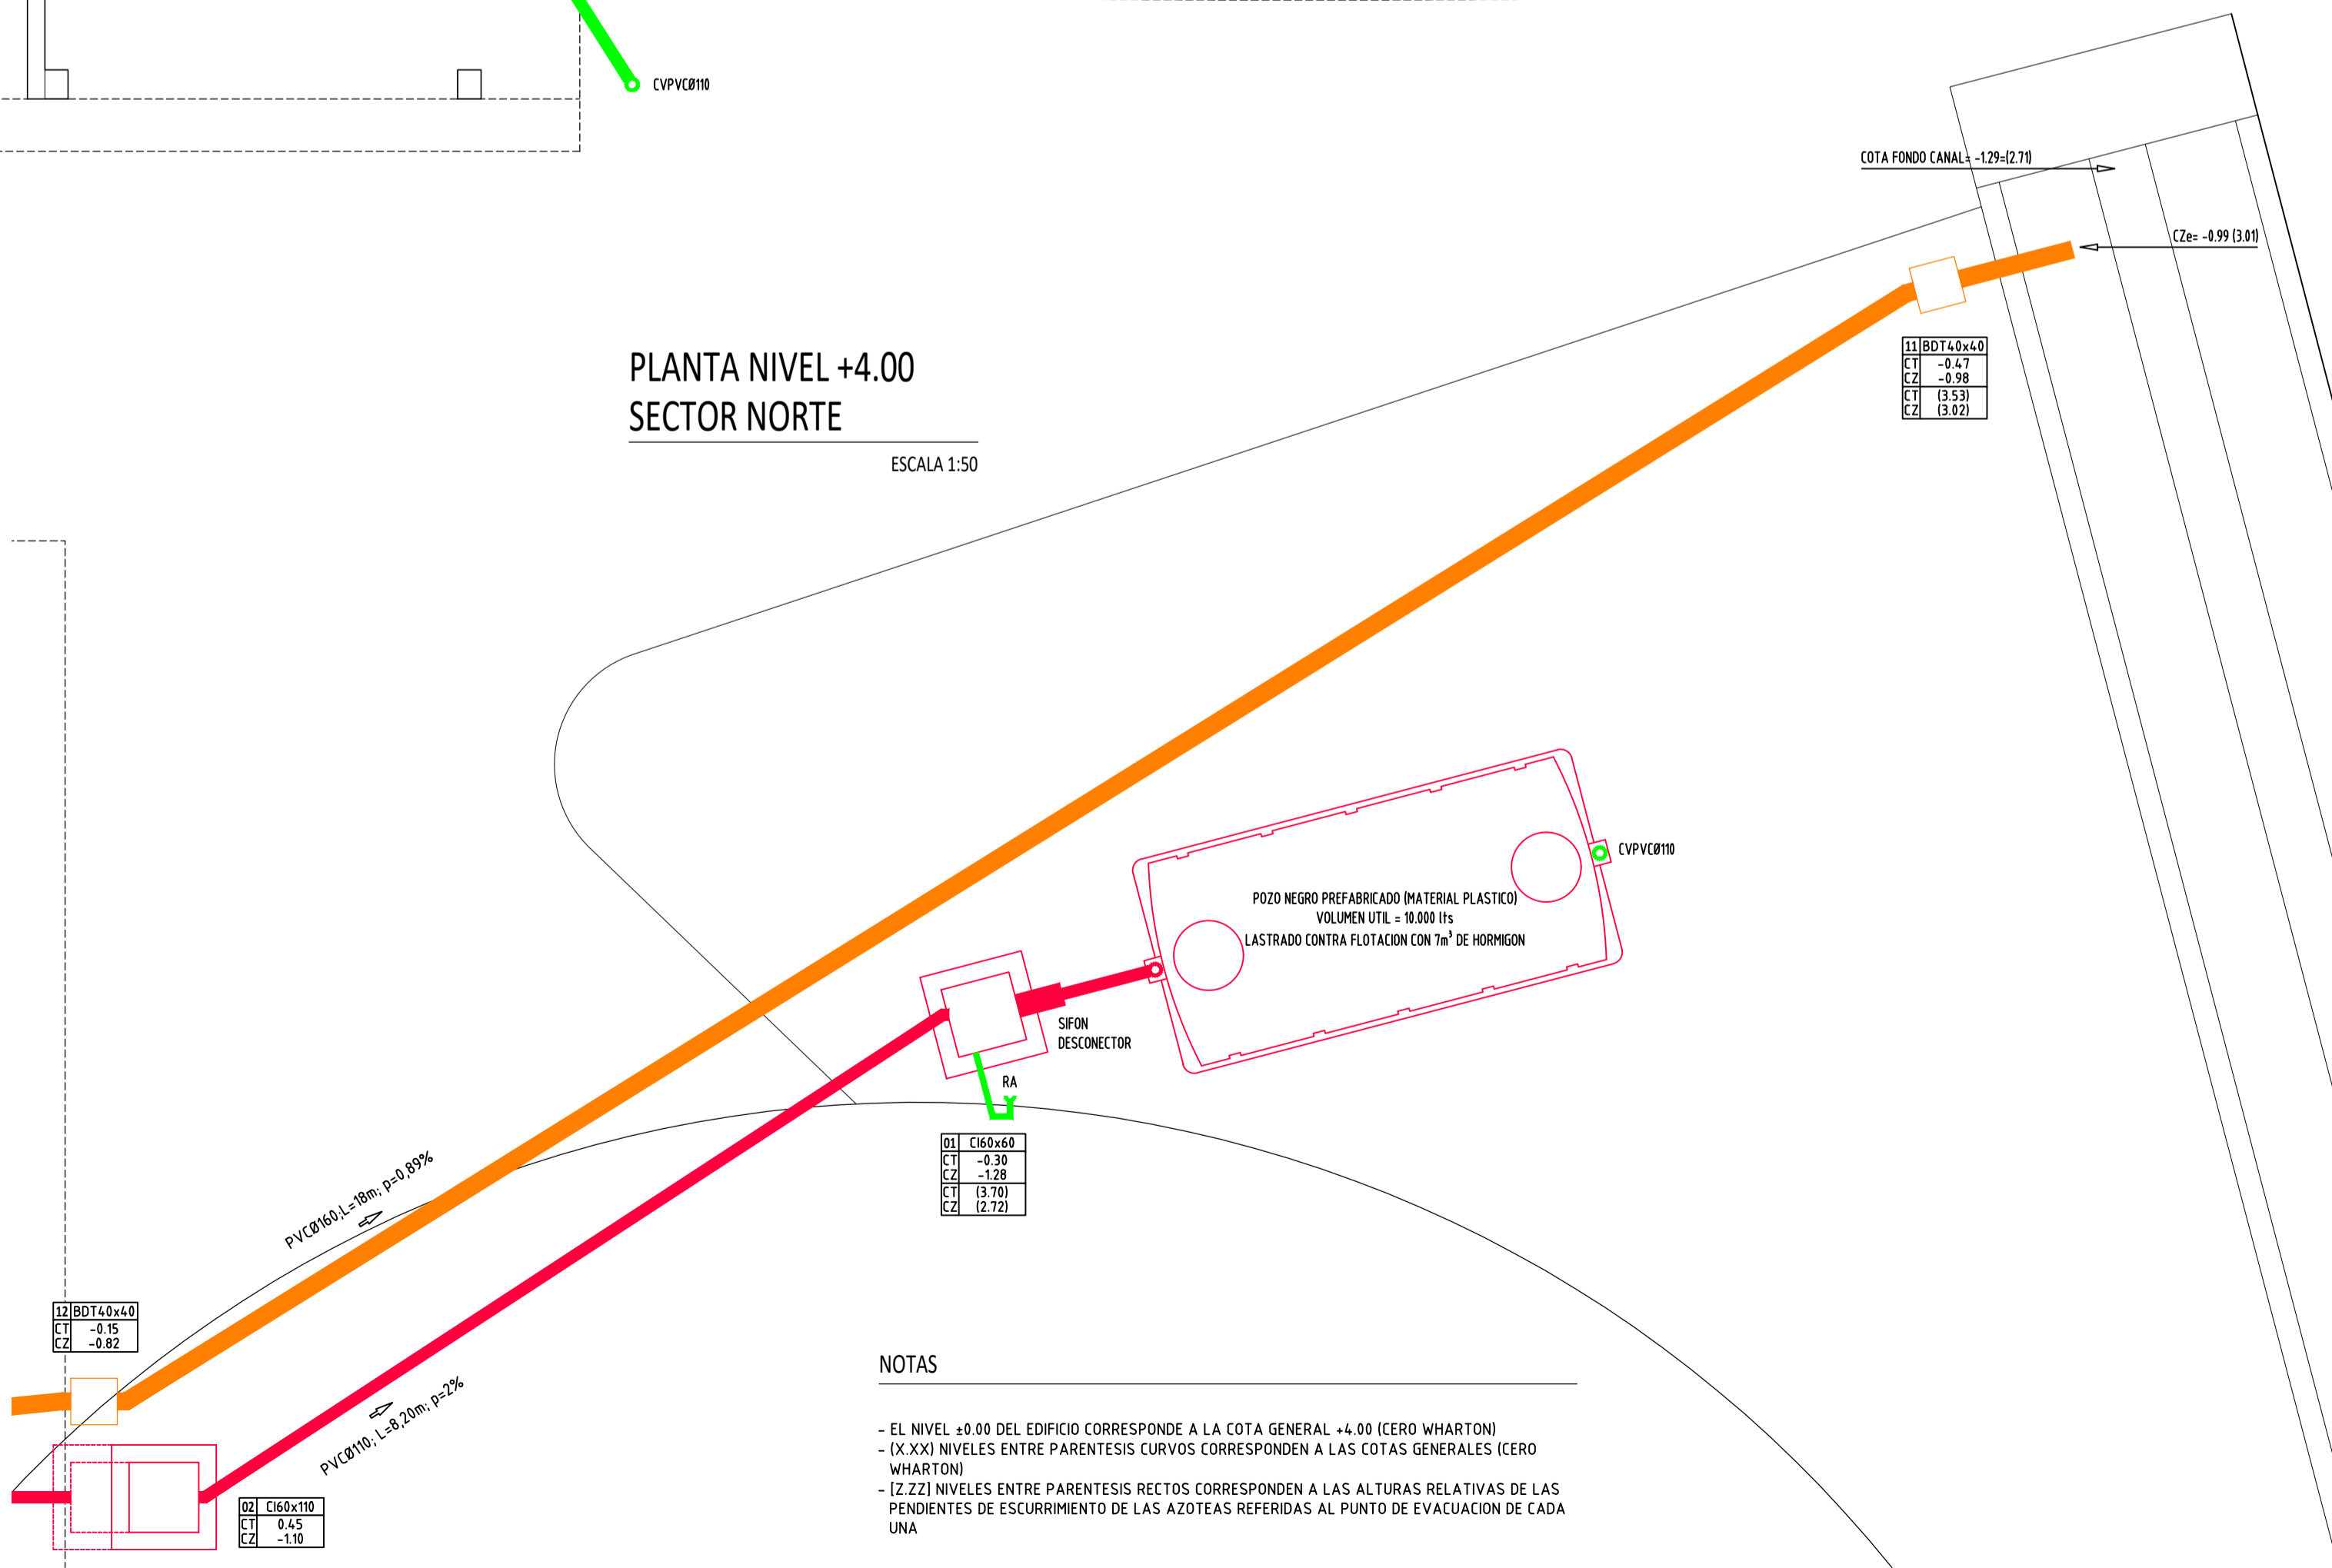 CVPVCØ110
COTA FONDO CANAL= -1.29=(2.71)
CZe= -0.99 (3.01)
PLANTA NIVEL +4.00
SECTOR NORTE
ESCALA 1:50
11 BDT40x40
CT -0.47
CZ -0.98
CT (3.53)
CZ (3.02)
CVPVCØ110
POZO NEGRO PREFABRICADO (MATERIAL PLASTICO)
VOLUMEN UTIL = 10.000 lts
LASTRADO CONTRA FLOTACION CON 7m³ DE HORMIGON
SIFON
DESCONECTOR
RA
01 CI60x60
CT -0.30
CZ -1.28
CT (3.70)
CZ (2.72)
PVCØ160;L=18m; p=0,89%
12 BDT40x40
CT -0.15
CZ -0.82
PVCØ110; L=8,20m; p=2%
02 CI60x110
CT 0.45
CZ -1.10
NOTAS
- EL NIVEL ±0.00 DEL EDIFICIO CORRESPONDE A LA COTA GENERAL +4.00 (CERO WHARTON)
- (X.XX) NIVELES ENTRE PARENTESIS CURVOS CORRESPONDEN A LAS COTAS GENERALES (CERO
WHARTON)
- [Z.ZZ] NIVELES ENTRE PARENTESIS RECTOS CORRESPONDEN A LAS ALTURAS RELATIVAS DE LAS
PENDIENTES DE ESCURRIMIENTO DE LAS AZOTEAS REFERIDAS AL PUNTO DE EVACUACION DE CADA
UNA